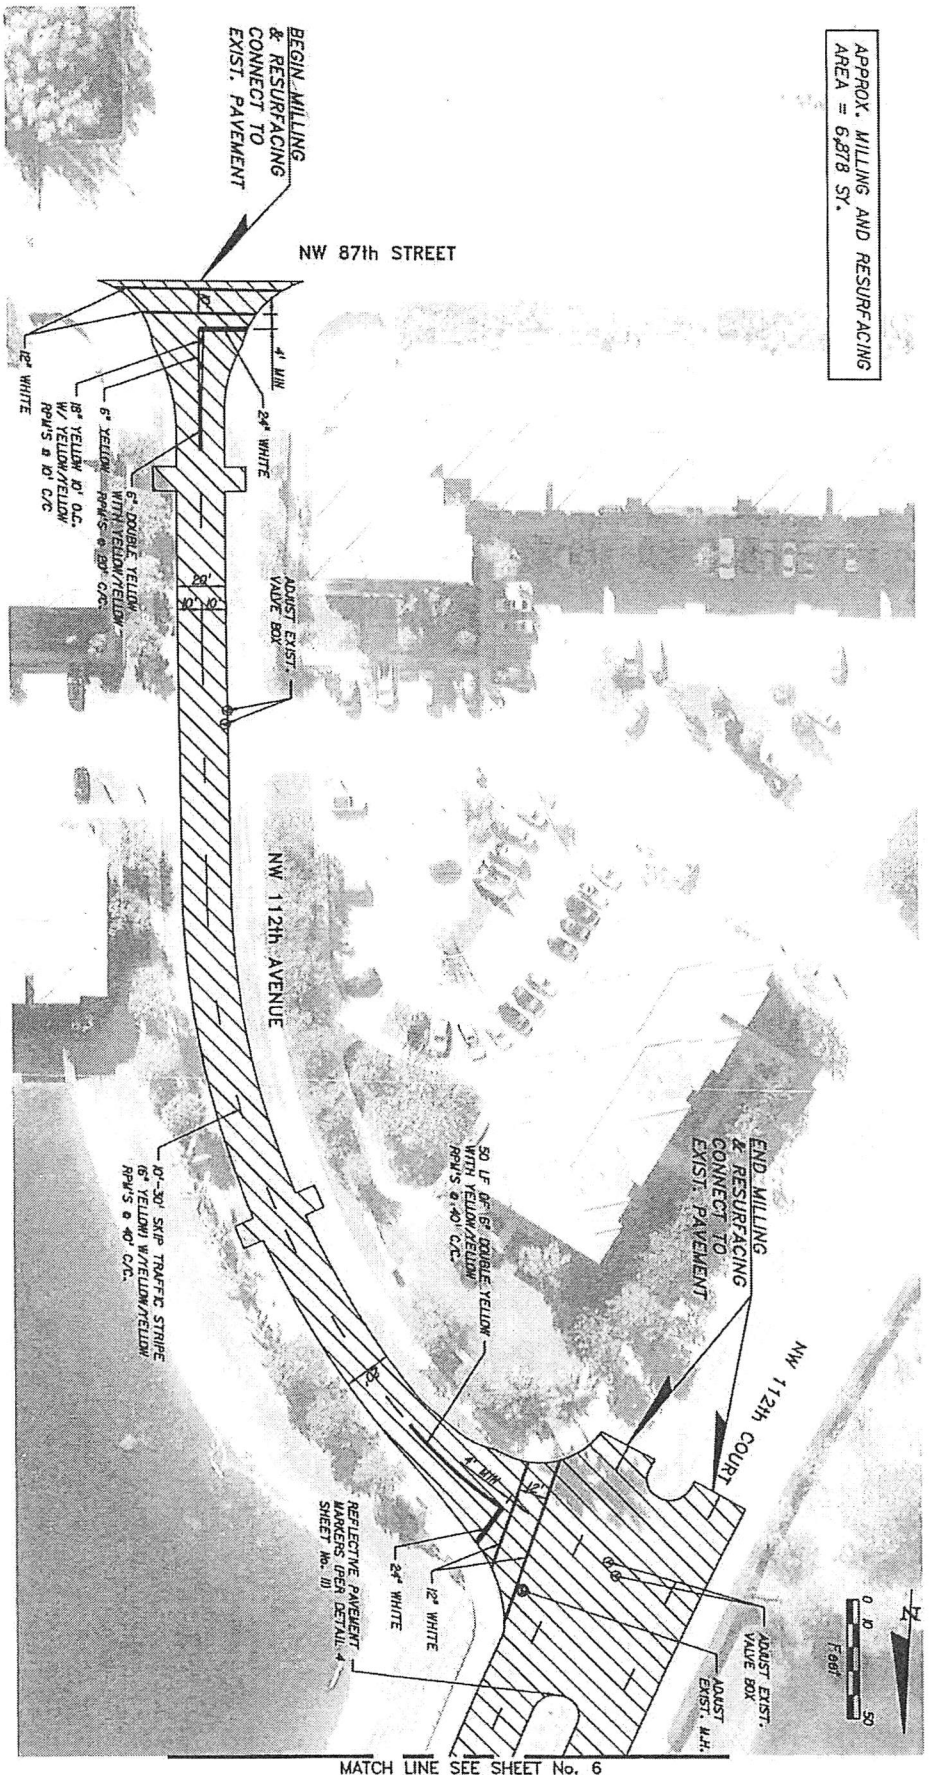 APPROX. MILLING AND RESURFACING
AREA = 6,878 SY.
BEGIN MILLING
& RESURFACING
CONNECT TO
EXIST. PAVEMENT
NW 87th STREET
10'
4' MIN
24" WHITE
12" WHITE
18" YELLOW 10' O.C.
W/ YELLOW/YELLOW
RPM'S @ 10' C/C
6" YELLOW
6" DOUBLE YELLOW
WITH YELLOW/YELLOW
RPM'S @ 20' C/C.
20'
10' 10'
ADJUST EXIST.
VALVE BOX
NW 112th AVENUE
10'-30' SKIP TRAFFIC STRIPE
(6" YELLOW) W/YELLOW/YELLOW
RPM'S @ 40' C/C.
50 LF OF 6" DOUBLE YELLOW
WITH YELLOW/YELLOW
RPM'S @ 40' C/C.
END MILLING
& RESURFACING
CONNECT TO
EXIST. PAVEMENT
NW 112th COURT
20'
4' MIN
12'
12" WHITE
24" WHITE
REFLECTIVE PAVEMENT
MARKERS (PER DETAIL 4
SHEET No. 11)
ADJUST EXIST.
VALVE BOX
ADJUST
EXIST. M.H.
N
0 10 50
Feet
MATCH LINE SEE SHEET No. 6